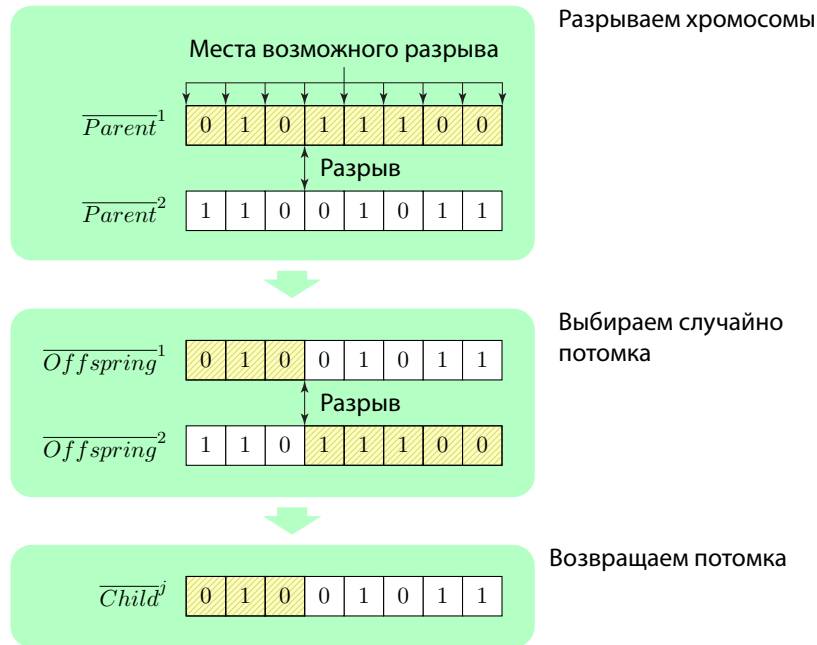 Разрываем хромосомы
Места возможного разрыва
Parent¹ 0 1 0 1 1 1 0 0
Разрыв
Parent² 1 1 0 0 1 0 1 1
Выбираем случайно
потомка
Offspring¹ 0 1 0 0 1 0 1 1
Разрыв
Offspring² 1 1 0 1 1 1 0 0
Возвращаем потомка
Childʲ 0 1 0 0 1 0 1 1